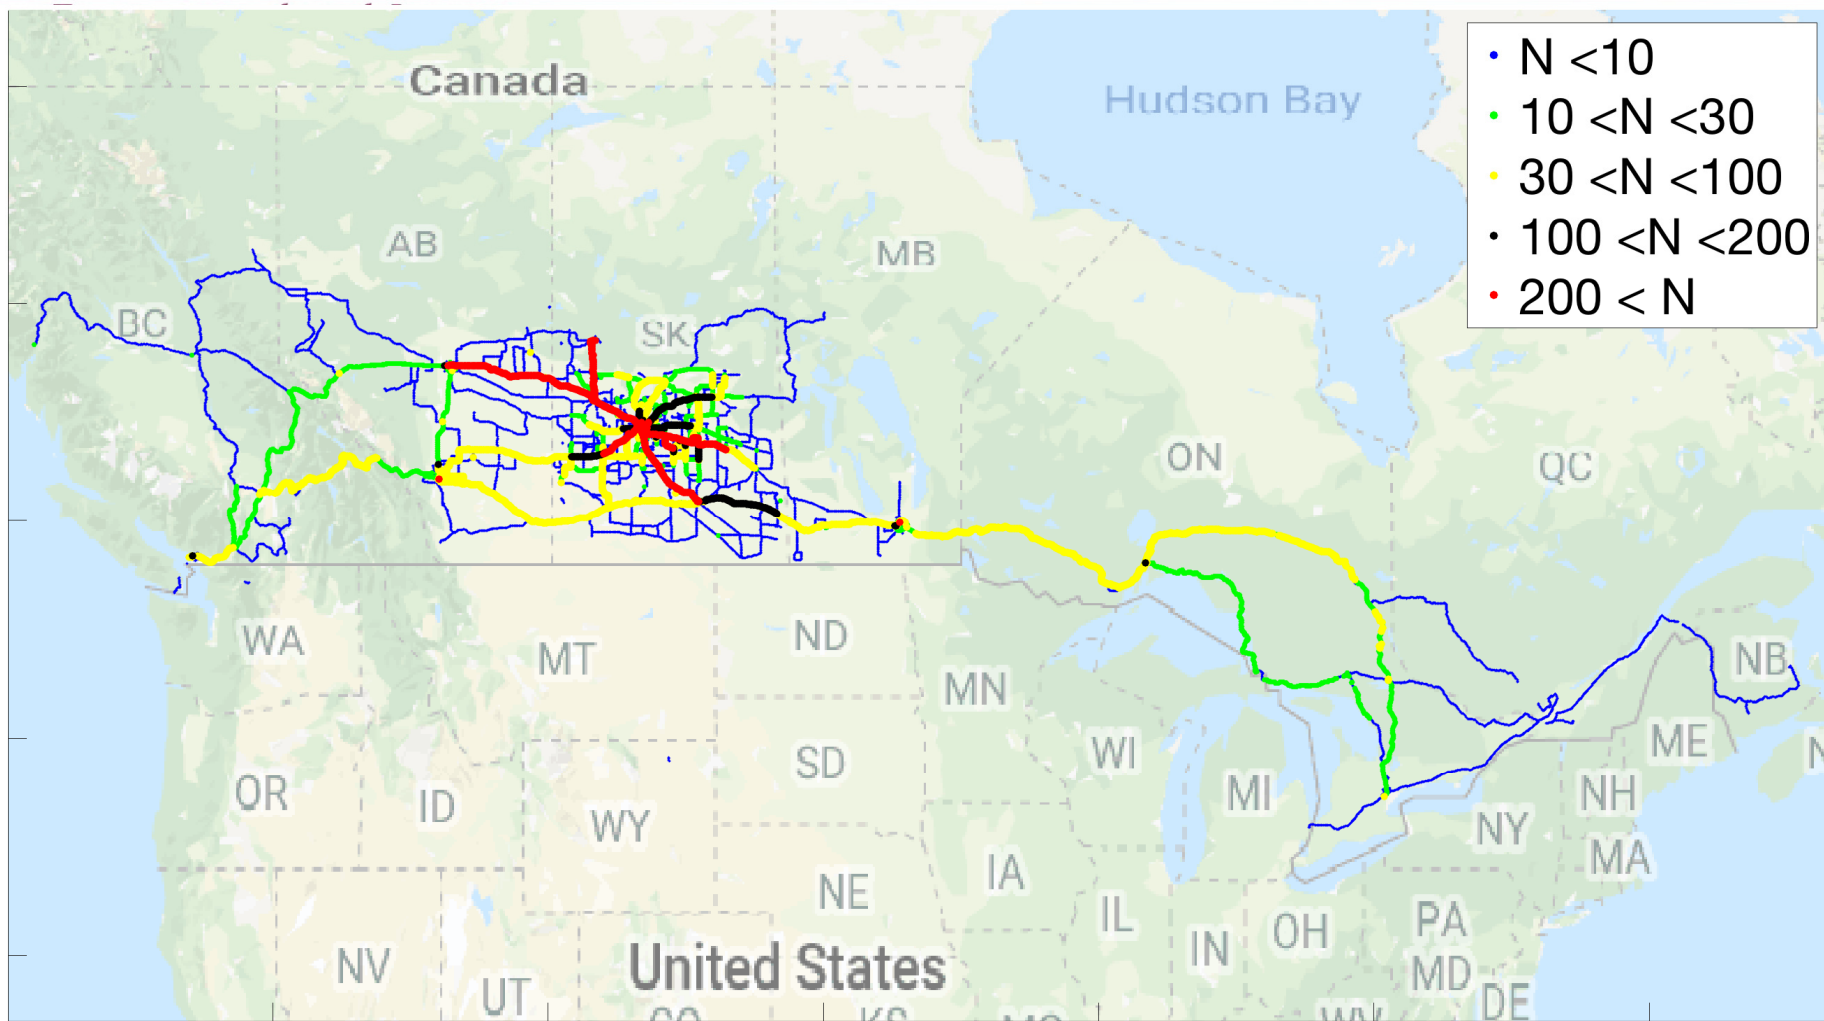 Canada
Hudson Bay
N <10
10 <N <30
30 <N <100
100 <N <200
200 < N
AB
MB
BC
SK
ON
QC
WA
MT
ND
MN
NB
OR
ID
WY
SD
WI
MI
ME
NH
NY
MA
NE
IA
IL
IN
OH
PA
NV
UT
United States
MD
DE